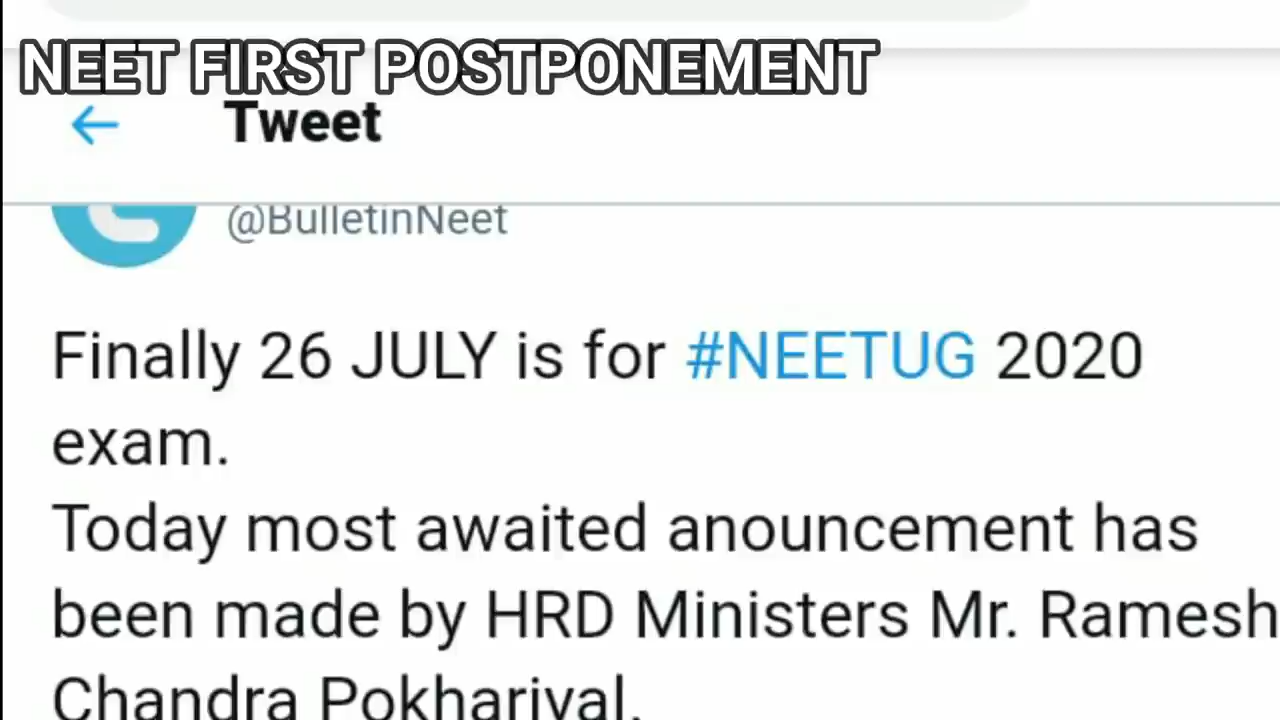 NEET FIRST POSTPONEMENT
Tweet
@BulletinNeet
Finally 26 JULY is for #NEETUG 2020
exam.
Today most awaited anouncement has
been made by HRD Ministers Mr. Ramesh
Chandra Pokhariyal.